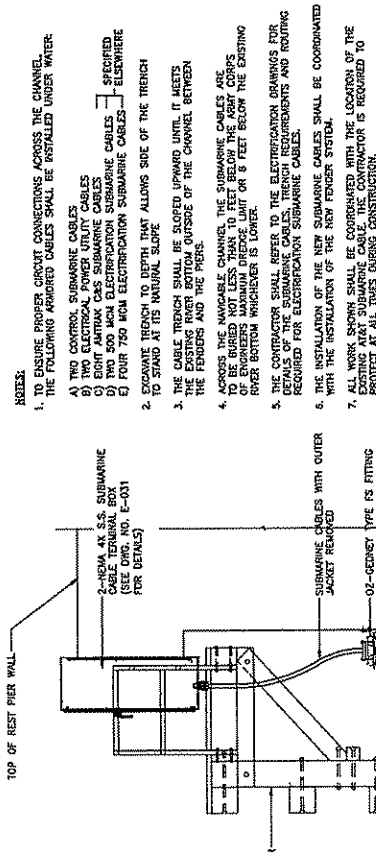 NOTES:
1. TO ENSURE PROPER CIRCUIT CONNECTIONS ACROSS THE CHANNEL,
THE FOLLOWING ARMORED CABLES SHALL BE INSTALLED UNDER WATER:
A) TWO CONTROL SUBMARINE CABLES
B) TWO ELECTRICAL POWER UTILITY CABLES
C) EIGHT AMTRAK C&S SUBMARINE CABLES
D) TWO 500 MCM ELECTRIFICATION SUBMARINE CABLES
E) FOUR 750 MCM ELECTRIFICATION SUBMARINE CABLES
SPECIFIED
ELSEWHERE
2. EXCAVATE TRENCH TO DEPTH THAT ALLOWS SIDE OF THE TRENCH
TO STAND AT ITS NATURAL SLOPE
3. THE CABLE TRENCH SHALL BE SLOPED UPWARD UNTIL IT MEETS
THE EXISTING RIVER BOTTOM OUTSIDE OF THE CHANNEL BETWEEN
THE FENDERS AND THE PIERS.
4. ACROSS THE NAVIGABLE CHANNEL THE SUBMARINE CABLES ARE
TO BE BURIED NOT LESS THAN 10 FEET BELOW THE ARMY CORPS
OF ENGINEERS MAXIMUM DREDGE LIMIT OR 8 FEET BELOW THE EXISTING
RIVER BOTTOM WHICHEVER IS LOWER.
5. THE CONTRACTOR SHALL REFER TO THE ELECTRIFICATION DRAWINGS FOR
DETAILS OF THE SUBMARINE CABLES, TRENCH REQUIREMENTS AND ROUTING
REQUIRED FOR ELECTRIFICATION SUBMARINE CABLES.
6. THE INSTALLATION OF THE NEW SUBMARINE CABLES SHALL BE COORDINATED
WITH THE INSTALLATION OF THE NEW FENDER SYSTEM.
7. ALL WORK SHOWN SHALL BE COORDINATED WITH THE LOCATION OF THE
EXISTING AT&T SUBMARINE CABLE. THE CONTRACTOR IS REQUIRED TO
PROTECT AT ALL TIMES DURING CONSTRUCTION.
TOP OF REST PIER WALL
2-NEMA 4X S.S. SUBMARINE
CABLE TERMINAL BOX
(SEE DWG. NO. E-031
FOR DETAILS)
SUBMARINE CABLES WITH OUTER
JACKET REMOVED
OZ-GEDNEY TYPE FS FITTING